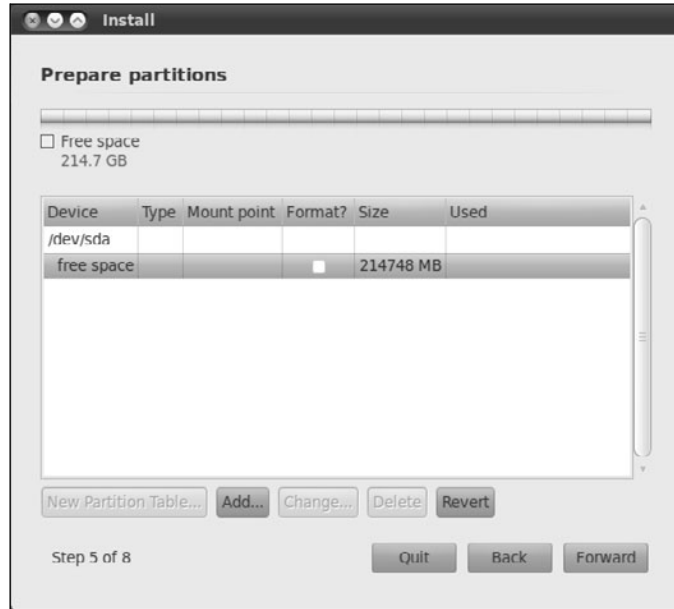 Install
Prepare partitions
Free space
214.7 GB
Device Type Mount point Format? Size Used
/dev/sda
free space 214748 MB
New Partition Table... Add... Change... Delete Revert
Step 5 of 8 Quit Back Forward